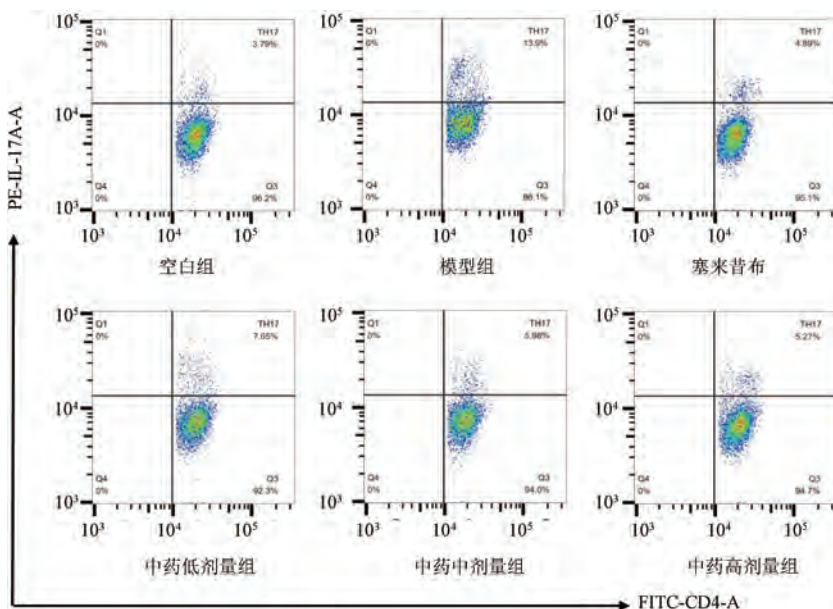 PE-IL-17A-A
10⁵
10⁴
10³
Q1
0%
TH17
3.79%
Q4
0%
Q3
96.2%
10³
10⁴
10⁵
空白组
10⁵
10⁴
10³
Q1
0%
TH17
13.9%
Q4
0%
Q3
86.1%
10³
10⁴
10⁵
模型组
10⁵
10⁴
10³
Q1
0%
TH17
4.89%
Q4
0%
Q3
95.1%
10³
10⁴
10⁵
塞来昔布
10⁵
10⁴
10³
Q1
0%
TH17
7.65%
Q4
0%
Q3
92.3%
10³
10⁴
10⁵
中药低剂量组
10⁵
10⁴
10³
Q1
0%
TH17
5.98%
Q4
0%
Q3
94.0%
10³
10⁴
10⁵
中药中剂量组
10⁵
10⁴
10³
Q1
0%
TH17
5.27%
Q4
0%
Q3
94.7%
10³
10⁴
10⁵
中药高剂量组
FITC-CD4-A